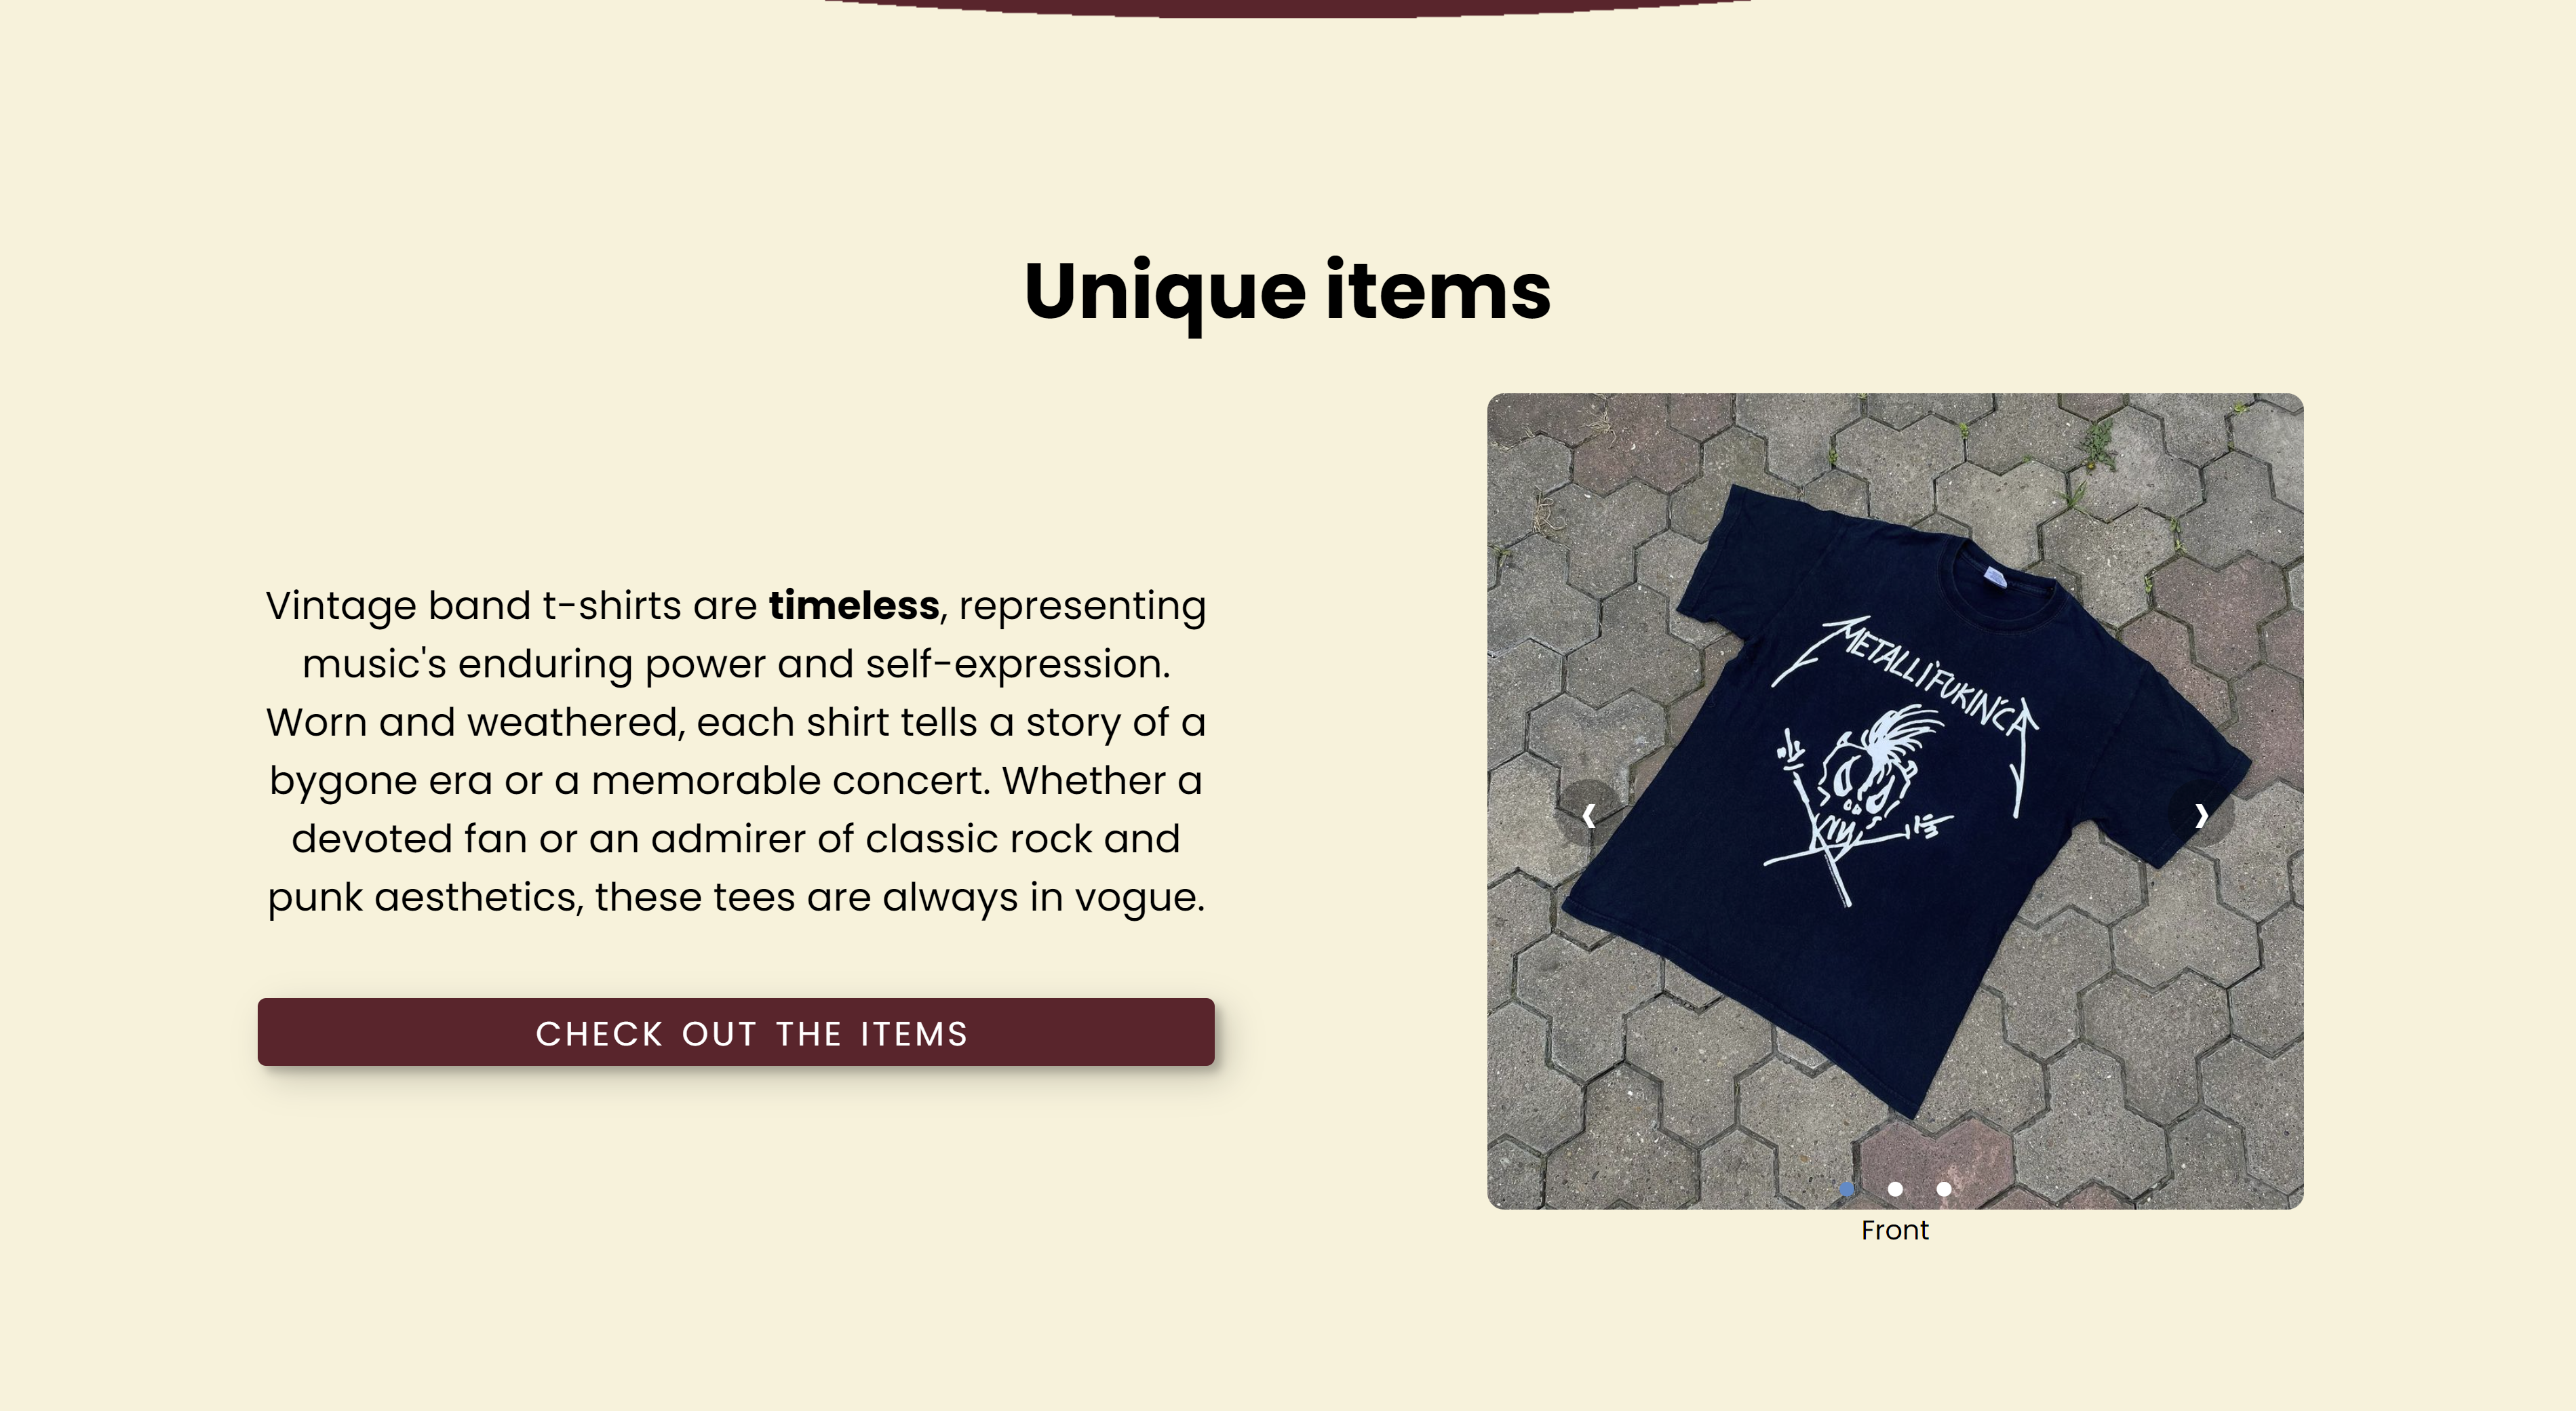 Unique items
Vintage band t-shirts are timeless, representing
music's enduring power and self-expression.
Worn and weathered, each shirt tells a story of a
bygone era or a memorable concert. Whether a
devoted fan or an admirer of classic rock and
punk aesthetics, these tees are always in vogue.
CHECK OUT THE ITEMS
METALLiFUKIN'CA
Front